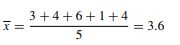 x̅ = (3 + 4 + 6 + 1 + 4) / 5 = 3.6